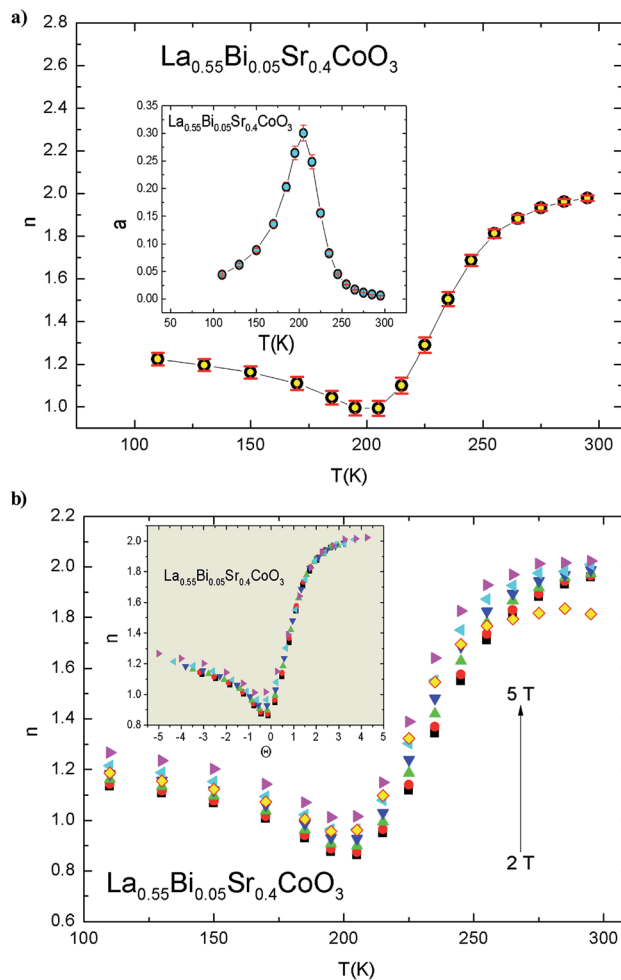 a)
La0.55Bi0.05Sr0.4CoO3
La0.55Bi0.05Sr0.4CoO3
2.8
2.6
2.4
2.2
2.0
1.8
1.6
1.4
1.2
1.0
n
0.35
0.30
0.25
0.20
0.15
0.10
0.05
0.00
a
50 100 150 200 250 300
T(K)
100 150 200 250 300
T(K)
b)
2.2
2.0
1.8
1.6
1.4
1.2
1.0
0.8
0.6
n
La0.55Bi0.05Sr0.4CoO3
2.0
1.8
1.6
1.4
1.2
1.0
0.8
n
-5 -4 -3 -2 -1 0 1 2 3 4 5
Θ
5 T
2 T
La0.55Bi0.05Sr0.4CoO3
100 150 200 250 300
T(K)